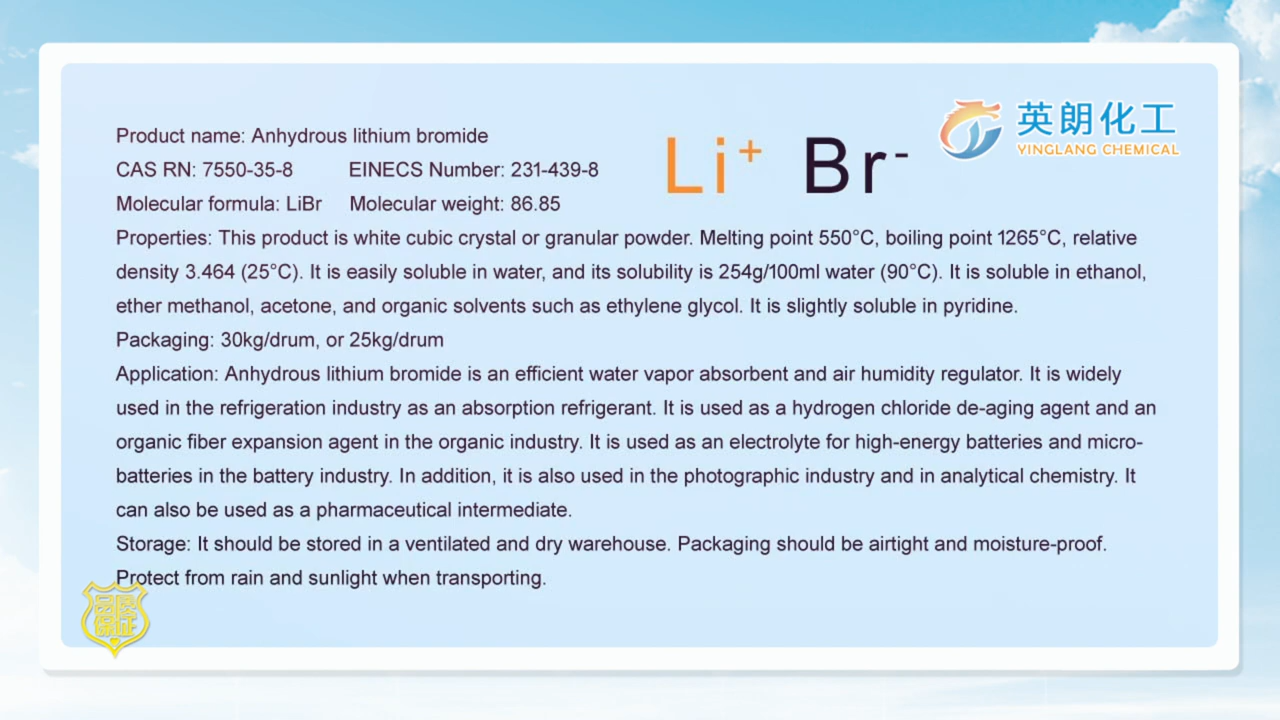 英朗化工
YINGLANG CHEMICAL
Li⁺ Br⁻
Product name: Anhydrous lithium bromide
CAS RN: 7550-35-8 EINECS Number: 231-439-8
Molecular formula: LiBr Molecular weight: 86.85
Properties: This product is white cubic crystal or granular powder. Melting point 550°C, boiling point 1265°C, relative
density 3.464 (25°C). It is easily soluble in water, and its solubility is 254g/100ml water (90°C). It is soluble in ethanol,
ether methanol, acetone, and organic solvents such as ethylene glycol. It is slightly soluble in pyridine.
Packaging: 30kg/drum, or 25kg/drum
Application: Anhydrous lithium bromide is an efficient water vapor absorbent and air humidity regulator. It is widely
used in the refrigeration industry as an absorption refrigerant. It is used as a hydrogen chloride de-aging agent and an
organic fiber expansion agent in the organic industry. It is used as an electrolyte for high-energy batteries and micro-
batteries in the battery industry. In addition, it is also used in the photographic industry and in analytical chemistry. It
can also be used as a pharmaceutical intermediate.
Storage: It should be stored in a ventilated and dry warehouse. Packaging should be airtight and moisture-proof.
Protect from rain and sunlight when transporting.
品质
保证